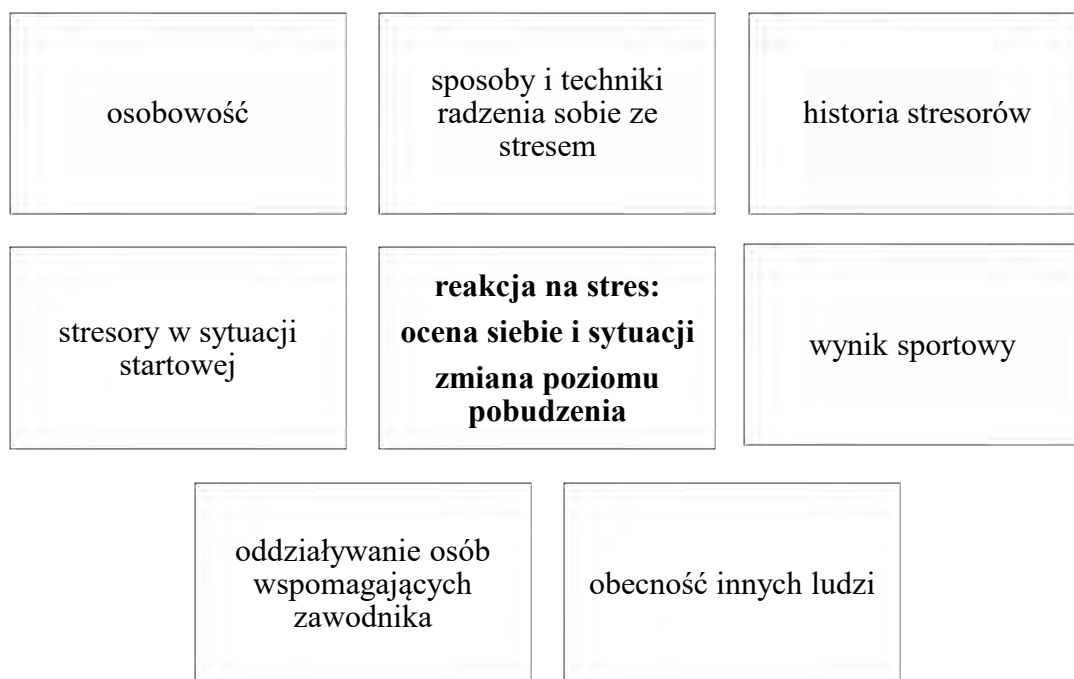 osobowość
sposoby i techniki
radzenia sobie ze
stresem
historia stresorów
stresory w sytuacji
startowej
reakcja na stres:
ocena siebie i sytuacji
zmiana poziomu
pobudzenia
wynik sportowy
oddziaływanie osób
wspomagających
zawodnika
obecność innych ludzi